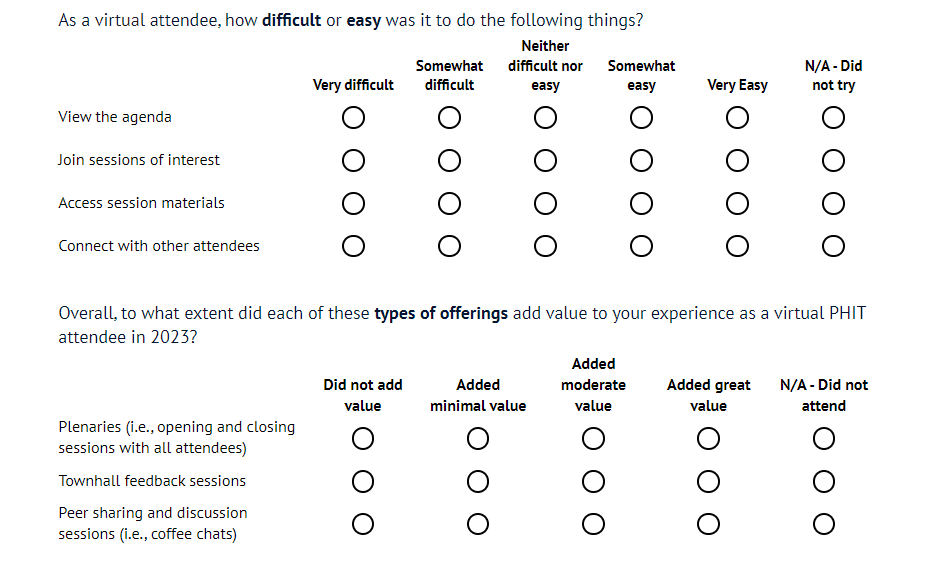 As a virtual attendee, how difficult or easy was it to do the following things?
Very difficult
Somewhat
difficult
Neither
difficult nor
easy
Somewhat
easy
Very Easy
N/A - Did
not try
View the agenda
Join sessions of interest
Access session materials
Connect with other attendees
Overall, to what extent did each of these types of offerings add value to your experience as a virtual PHIT
attendee in 2023?
Did not add
value
Added
minimal value
Added
moderate
value
Added great
value
N/A - Did not
attend
Plenaries (i.e., opening and closing
sessions with all attendees)
Townhall feedback sessions
Peer sharing and discussion
sessions (i.e., coffee chats)